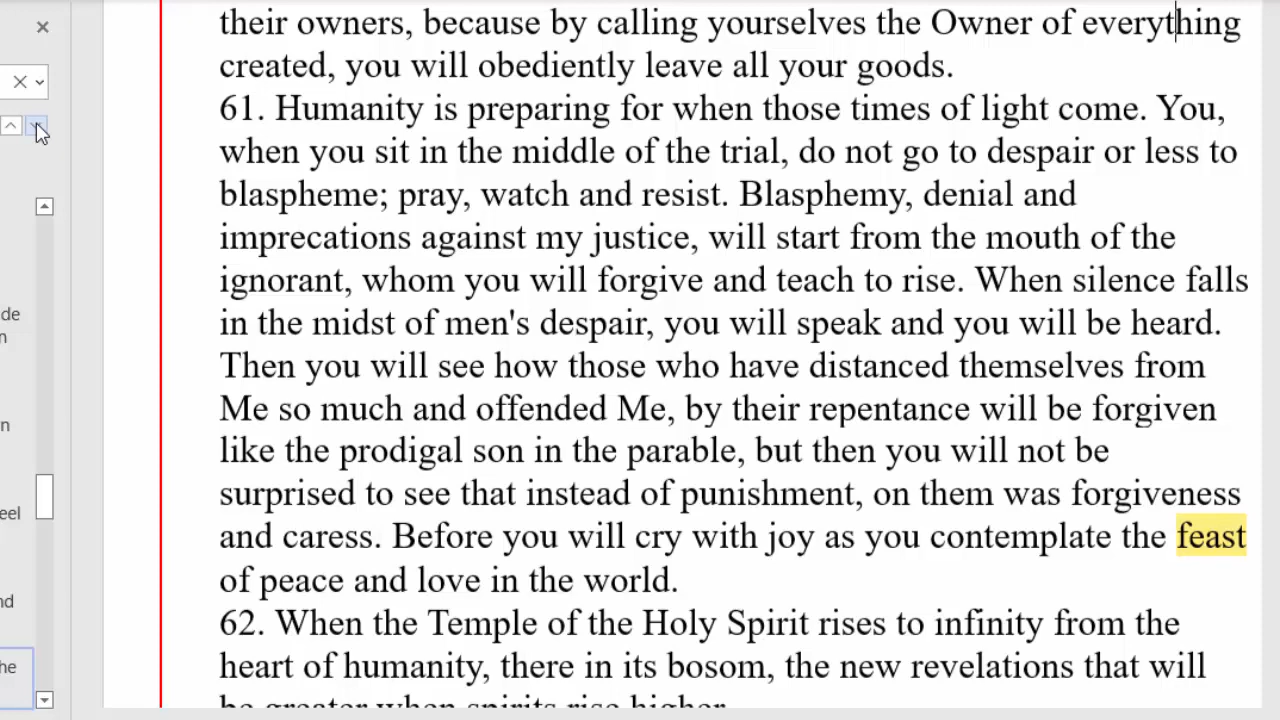 their owners, because by calling yourselves the Owner of everything
created, you will obediently leave all your goods.
61. Humanity is preparing for when those times of light come. You,
when you sit in the middle of the trial, do not go to despair or less to
blaspheme; pray, watch and resist. Blasphemy, denial and
imprecations against my justice, will start from the mouth of the
ignorant, whom you will forgive and teach to rise. When silence falls
in the midst of men's despair, you will speak and you will be heard.
Then you will see how those who have distanced themselves from
Me so much and offended Me, by their repentance will be forgiven
like the prodigal son in the parable, but then you will not be
surprised to see that instead of punishment, on them was forgiveness
and caress. Before you will cry with joy as you contemplate the feast
of peace and love in the world.
62. When the Temple of the Holy Spirit rises to infinity from the
heart of humanity, there in its bosom, the new revelations that will
be greater when spirits rise higher.